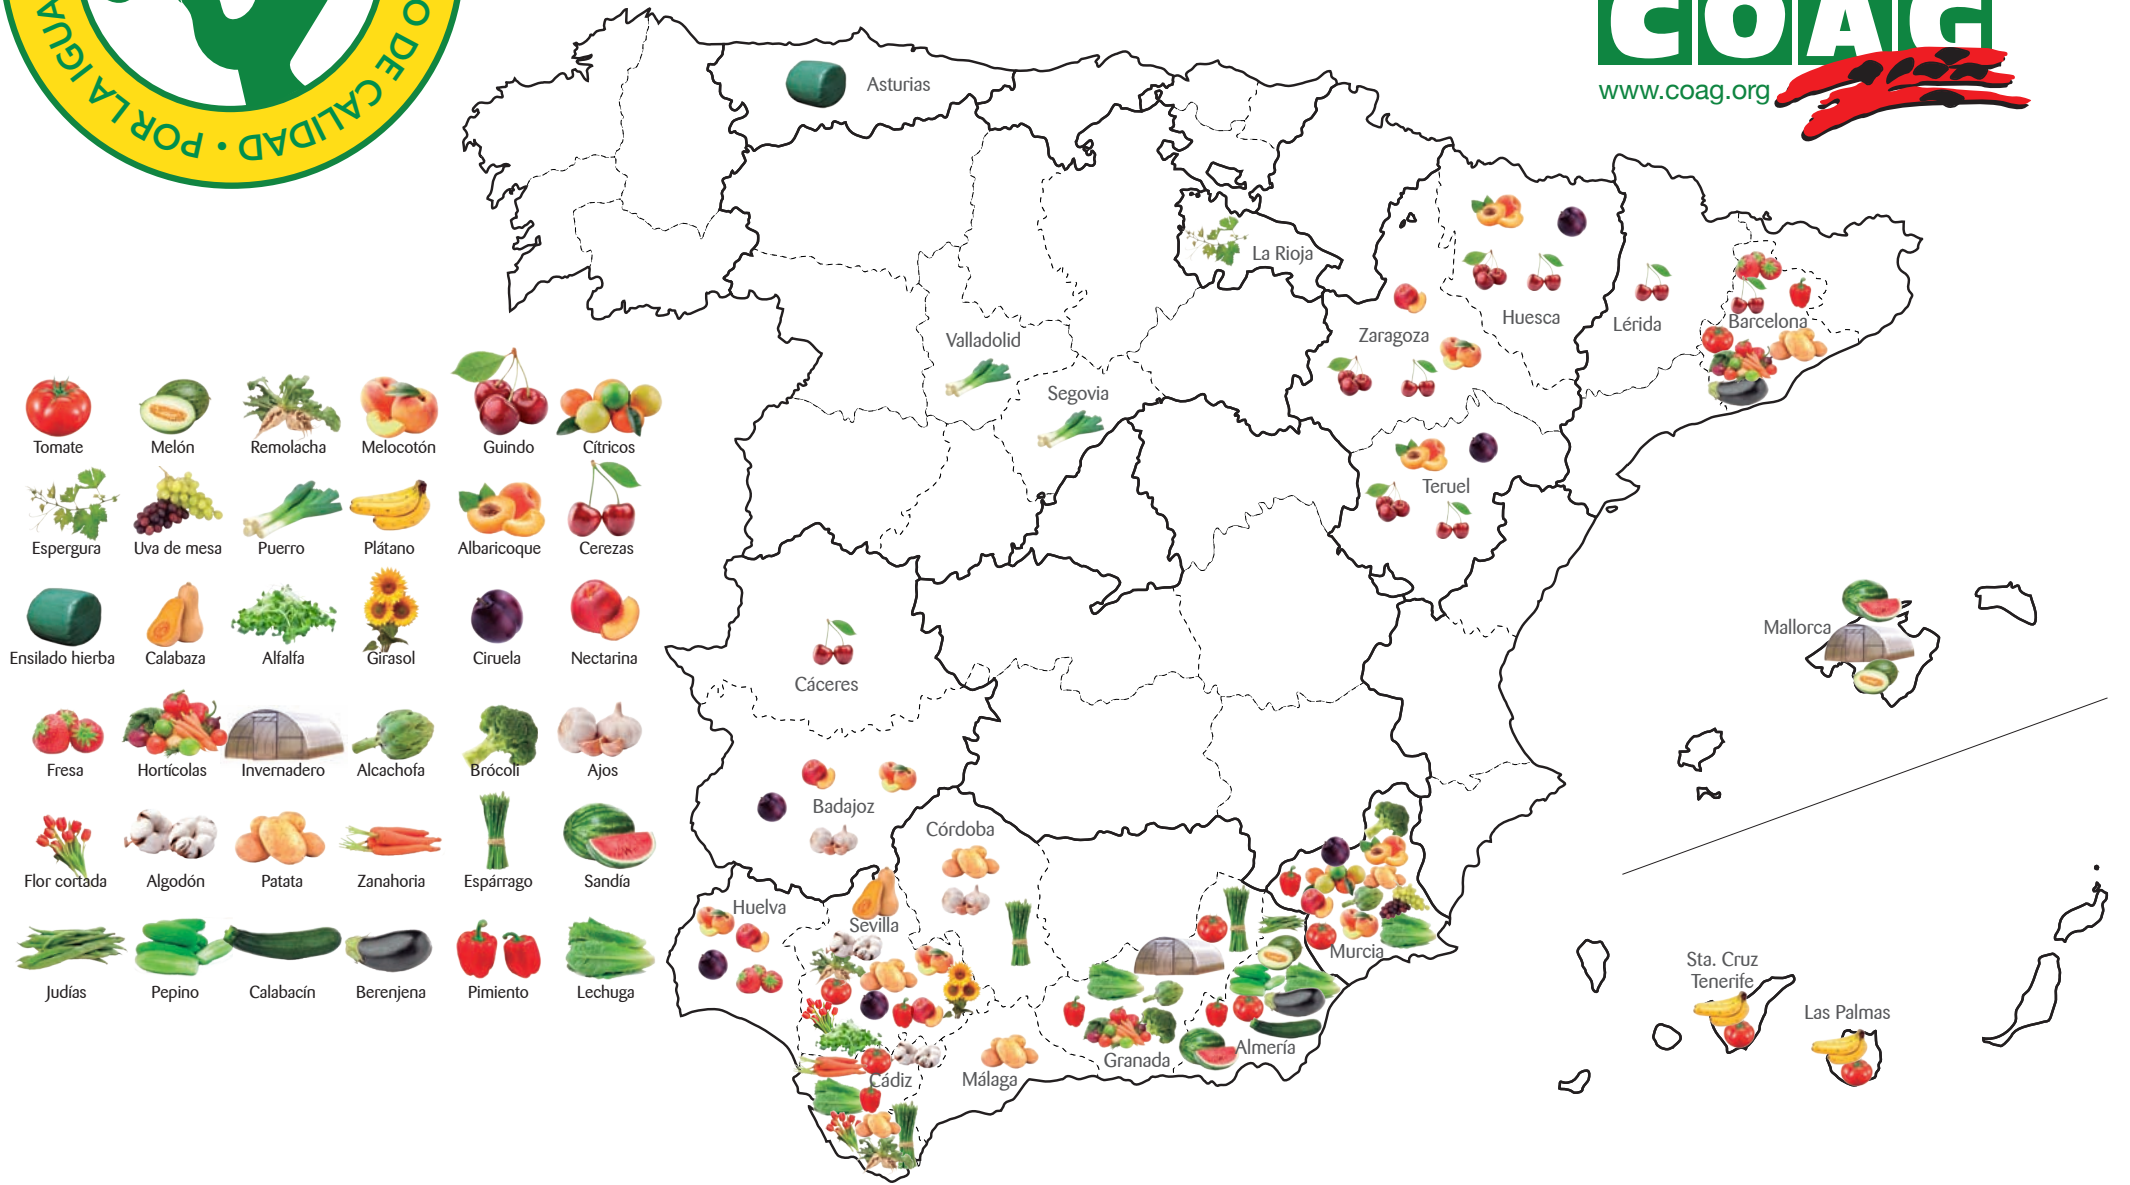 POR LA IGUA
O DE CALIDAD · CALIDAD ·
COAG
www.coag.org
Asturias
La Rioja
Valladolid
Segovia
Zaragoza
Huesca
Lérida
Barcelona
Teruel
Mallorca
Cáceres
Badajoz
Córdoba
Huelva
Sevilla
Cádiz
Málaga
Granada
Almería
Murcia
Sta. Cruz
Tenerife
Las Palmas
Tomate Melón Remolacha Melocotón Guindo Cítricos
Espergura Uva de mesa Puerro Plátano Albaricoque Cerezas
Ensilado hierba Calabaza Alfalfa Girasol Ciruela Nectarina
Fresa Hortícolas Invernadero Alcachofa Brócoli Ajos
Flor cortada Algodón Patata Zanahoria Espárrago Sandía
Judías Pepino Calabacín Berenjena Pimiento Lechuga